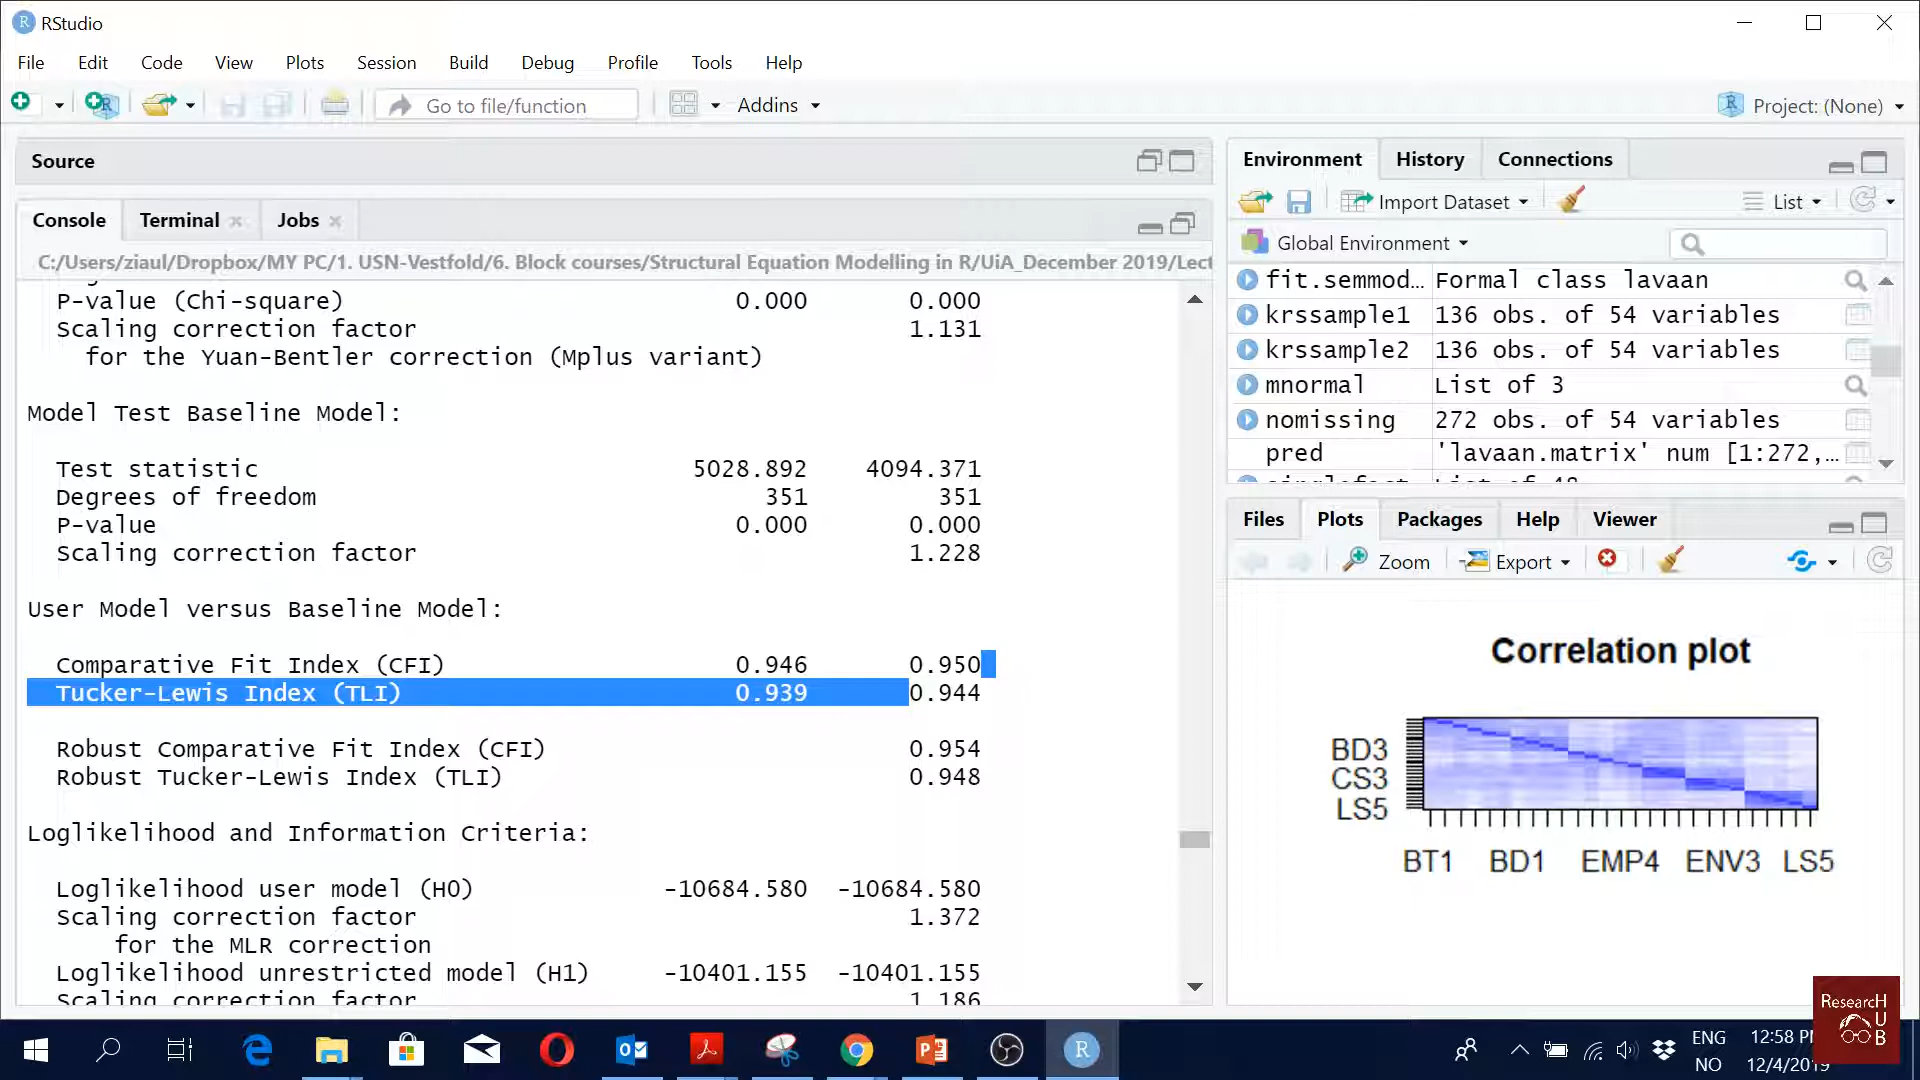 RStudio
File Edit Code View Plots Session Build Debug Profile Tools Help
Go to file/function Addins Project: (None)
Source
Console Terminal Jobs
C:/Users/ziaul/Dropbox/MY PC/1. USN-Vestfold/6. Block courses/Structural Equation Modelling in R/UiA_December 2019/Lect
P-value (Chi-square) 0.000 0.000
Scaling correction factor 1.131
for the Yuan-Bentler correction (Mplus variant)
Model Test Baseline Model:
Test statistic 5028.892 4094.371
Degrees of freedom 351 351
P-value 0.000 0.000
Scaling correction factor 1.228
User Model versus Baseline Model:
Comparative Fit Index (CFI) 0.946 0.950
Tucker-Lewis Index (TLI) 0.939 0.944
Robust Comparative Fit Index (CFI) 0.954
Robust Tucker-Lewis Index (TLI) 0.948
Loglikelihood and Information Criteria:
Loglikelihood user model (H0) -10684.580 -10684.580
Scaling correction factor 1.372
for the MLR correction
Loglikelihood unrestricted model (H1) -10401.155 -10401.155
Scaling correction factor 1.186
Environment History Connections
Import Dataset List
Global Environment
fit.semmod... Formal class lavaan
krssample1 136 obs. of 54 variables
krssample2 136 obs. of 54 variables
mnormal List of 3
nomissing 272 obs. of 54 variables
pred 'lavaan.matrix' num [1:272,...
Files Plots Packages Help Viewer
Zoom Export
Correlation plot
BD3
CS3
LS5
BT1 BD1 EMP4 ENV3 LS5
ENG
NO
12:58
12/4/2019
ResearcH
U
B